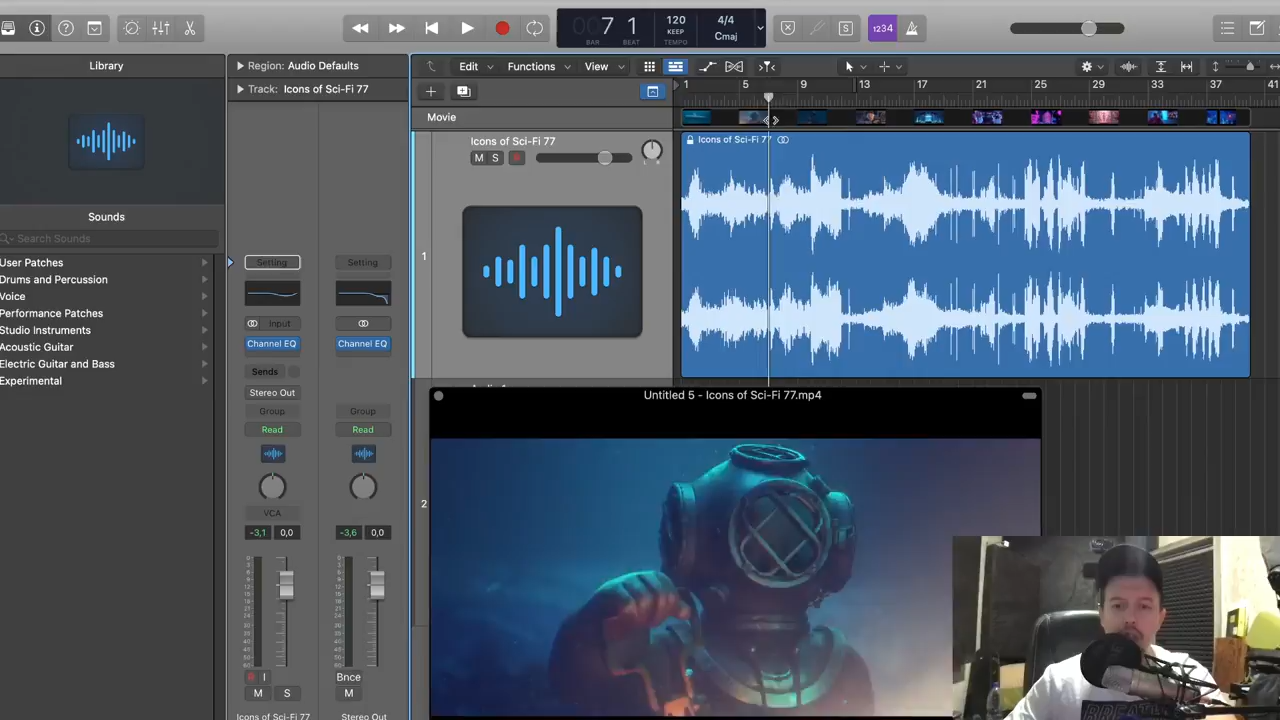 7 1
BAR BEAT
120
KEEP
TEMPO
4/4
Cmaj
S
1234
Library
Region: Audio Defaults
Track: Icons of Sci-Fi 77
Edit
Functions
View
1 5 9 13 17 21 25 29 33 37 41
Movie
Icons of Sci-Fi 77
M S
L R
1
Icons of Sci-Fi 77
Sounds
Search Sounds
User Patches
Drums and Percussion
Voice
Performance Patches
Studio Instruments
Acoustic Guitar
Electric Guitar and Bass
Experimental
Setting
Setting
Input
Channel EQ
Channel EQ
Sends
Stereo Out
Group
Group
Read
Read
VCA
-3,1
0,0
-3,6
0,0
I
Bnce
M
S
M
Icons of Sci-Fi 77
Stereo Out
Untitled 5 - Icons of Sci-Fi 77.mp4
2